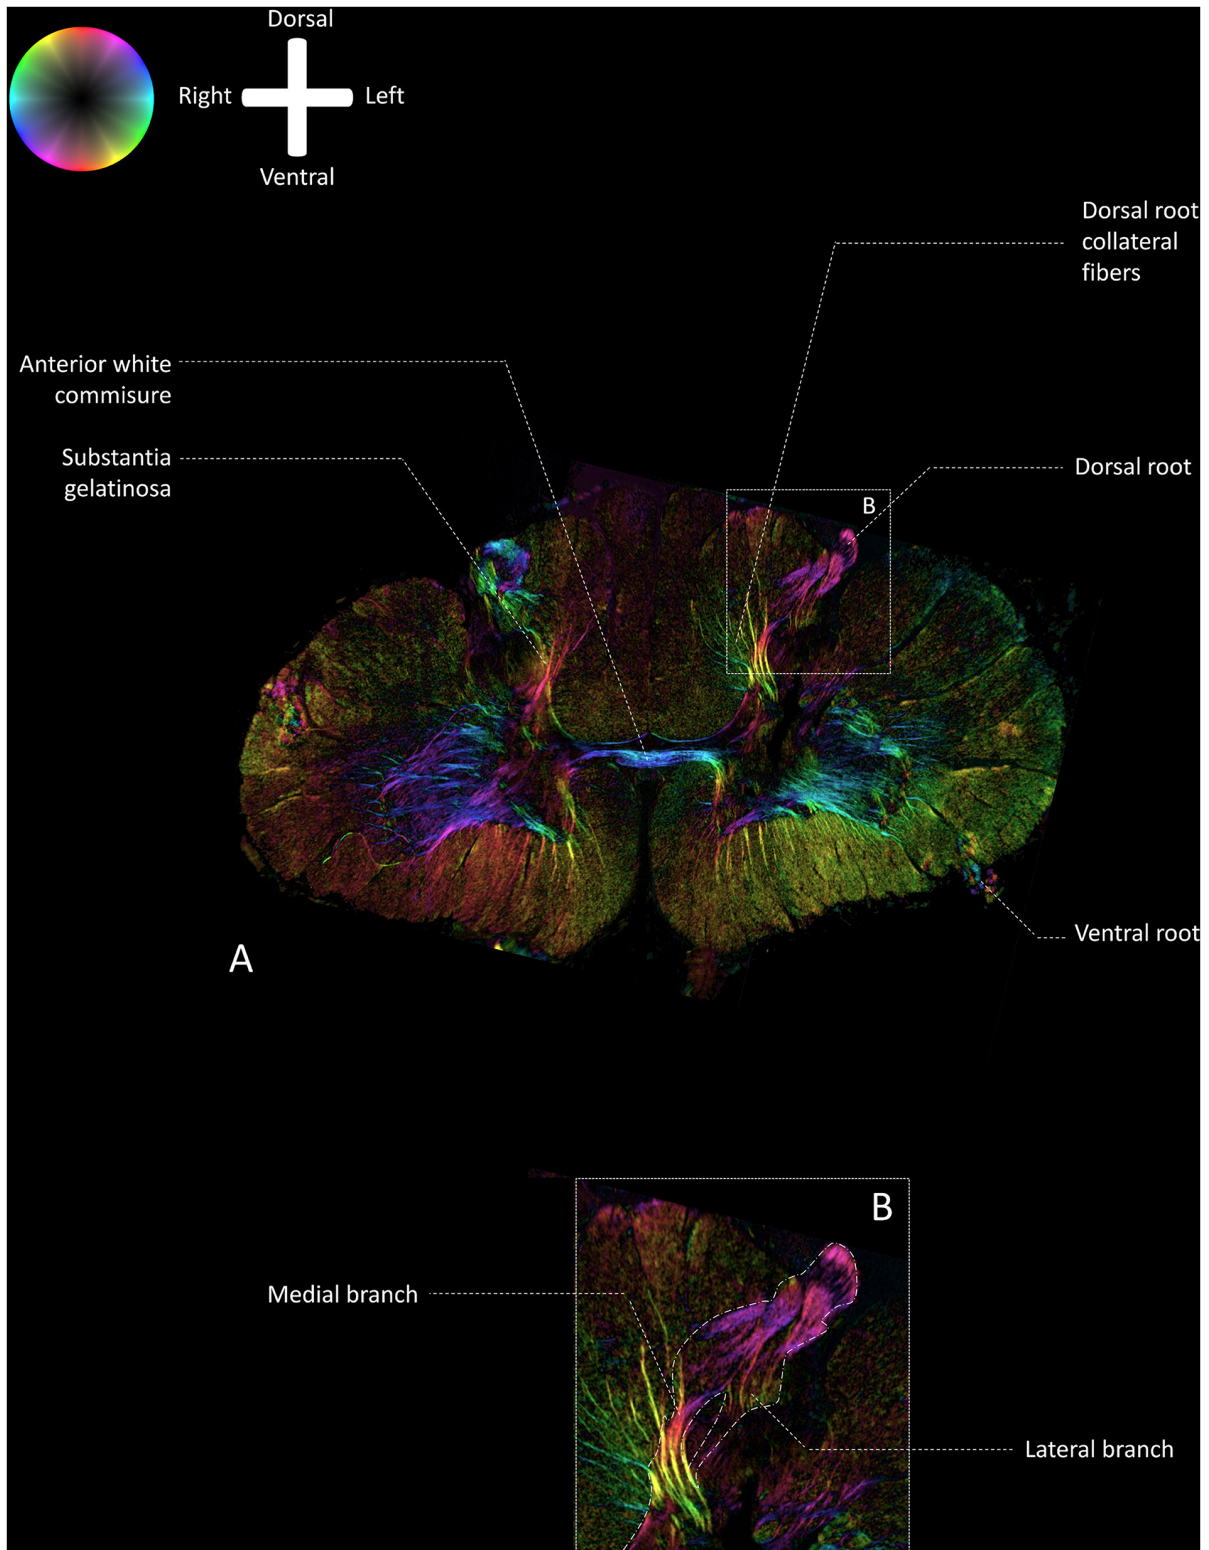 Dorsal
Right
Left
Ventral
Dorsal root
collateral
fibers
Anterior white
commisure
Substantia
gelatinosa
Dorsal root
B
Ventral root
A
B
Medial branch
Lateral branch